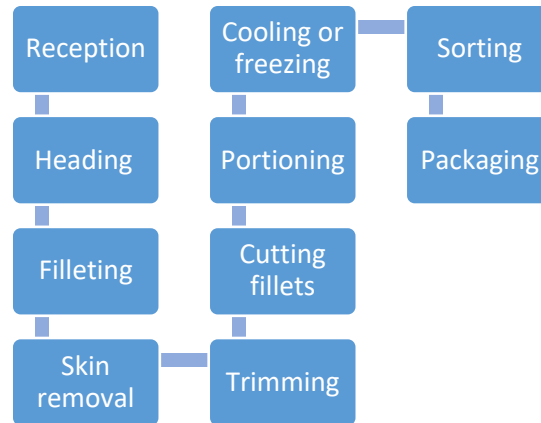 Reception
Heading
Filleting
Skin
removal
Trimming
Cutting
fillets
Portioning
Cooling or
freezing
Sorting
Packaging